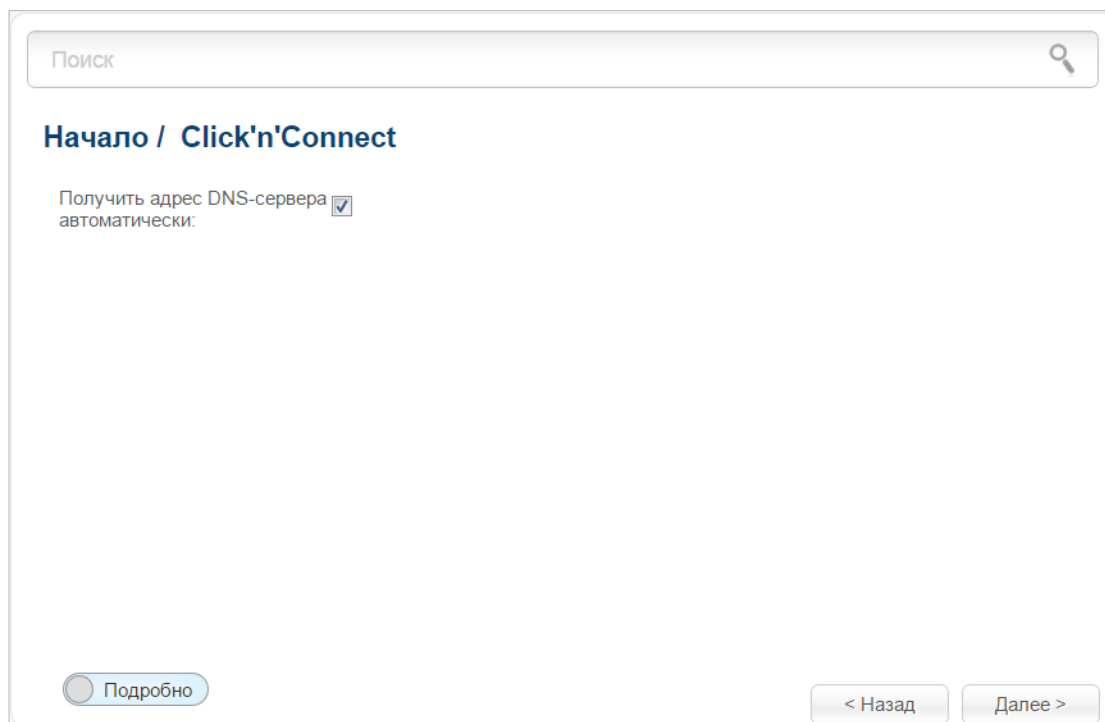 Поиск
Начало / Click'n'Connect
Получить адрес DNS-сервера
автоматически:
Подробно
< Назад
Далее >